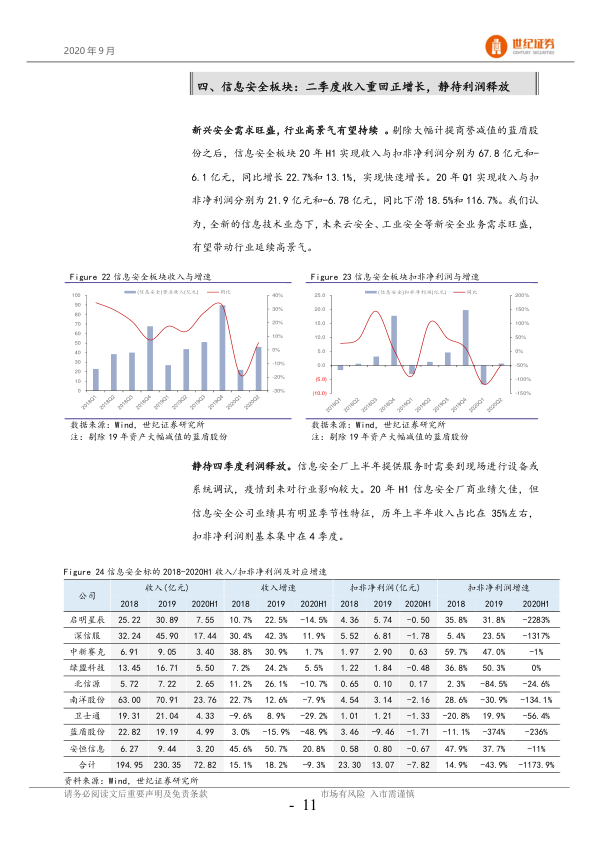 2020 年 9 月
世纪证券
CENTURY SECURITIES
四、信息安全板块：二季度收入重回正增长，静待利润释放
新兴安全需求旺盛，行业高景气有望持续 。剔除大幅计提商誉减值的蓝盾股
份之后，信息安全板块 20 年 H1 实现收入与扣非净利润分别为 67.8 亿元和-
6.1 亿元，同比增长 22.7%和 13.1%，实现快速增长。20 年 Q1 实现收入与扣
非净利润分别为 21.9 亿元和-6.78 亿元，同比下滑 18.5%和 116.7%。我们认
为，全新的信息技术业态下，未来云安全、工业安全等新安全业务需求旺盛，
有望带动行业延续高景气。
Figure 22 信息安全板块收入与增速
(信息安全)营业收入(亿元) 同比
100 40%
90 30%
80
70 20%
60 10%
50
40 0%
30 -10%
20
10 -20%
0 -30%
2018Q1 2018Q2 2018Q3 2018Q4 2019Q1 2019Q2 2019Q3 2019Q4 2020Q1 2020Q2
数据来源：Wind，世纪证券研究所
注：剔除 19 年资产大幅减值的蓝盾股份
Figure 23 信息安全板块扣非净利润与增速
(信息安全)扣非净利润(亿元) 同比
25.0 200%
20.0 150%
15.0 100%
10.0 50%
5.0 0%
0.0 -50%
(5.0) -100%
(10.0) -150%
2018Q1 2018Q2 2018Q3 2018Q4 2019Q1 2019Q2 2019Q3 2019Q4 2020Q1 2020Q2
数据来源：Wind，世纪证券研究所
注：剔除 19 年资产大幅减值的蓝盾股份
静待四季度利润释放。信息安全厂上半年提供服务时需要到现场进行设备或
系统调试，疫情到来对行业影响较大。20 年 H1 信息安全厂商业绩欠佳，但
信息安全公司业绩具有明显季节性特征，历年上半年收入占比在 35%左右，
扣非净利润则基本集中在 4 季度。
Figure 24 信息安全标的 2018-2020H1 收入/扣非净利润及对应增速
公司 收入(亿元) 收入增速 扣非净利润(亿元) 扣非净利润增速
2018 2019 2020H1 2018 2019 2020H1 2018 2019 2020H1 2018 2019 2020H1
启明星辰 25.22 30.89 7.55 10.7% 22.5% -14.5% 4.36 5.74 -0.50 35.8% 31.8% -2283%
深信服 32.24 45.90 17.44 30.4% 42.3% 11.9% 5.52 6.81 -1.78 5.4% 23.5% -1317%
中新赛克 6.91 9.05 3.40 38.8% 30.9% 1.7% 1.97 2.90 0.63 59.7% 47.0% -1%
绿盟科技 13.45 16.71 5.50 7.2% 24.2% 5.5% 1.22 1.84 -0.48 36.8% 50.3% 0%
北信源 5.72 7.22 2.65 11.2% 26.1% -10.7% 0.65 0.10 0.17 2.3% -84.5% -24.6%
南洋股份 63.00 70.91 23.76 22.7% 12.6% -7.9% 4.54 3.14 -2.16 28.6% -30.9% -134.1%
卫士通 19.31 21.04 4.33 -9.6% 8.9% -29.2% 1.01 1.21 -1.33 -20.8% 19.9% -56.4%
蓝盾股份 22.82 19.19 4.99 3.0% -15.9% -48.9% 3.46 -9.46 -1.71 -11.1% -374% -236%
安恒信息 6.27 9.44 3.20 45.6% 50.7% 20.8% 0.58 0.80 -0.67 47.9% 37.7% -11%
合计 194.95 230.35 72.82 15.1% 18.2% -9.3% 23.30 13.07 -7.82 14.9% -43.9% -1173.9%
资料来源：Wind，世纪证券研究所
请务必阅读文后重要声明及免责条款 市场有风险 入市需谨慎
- 11